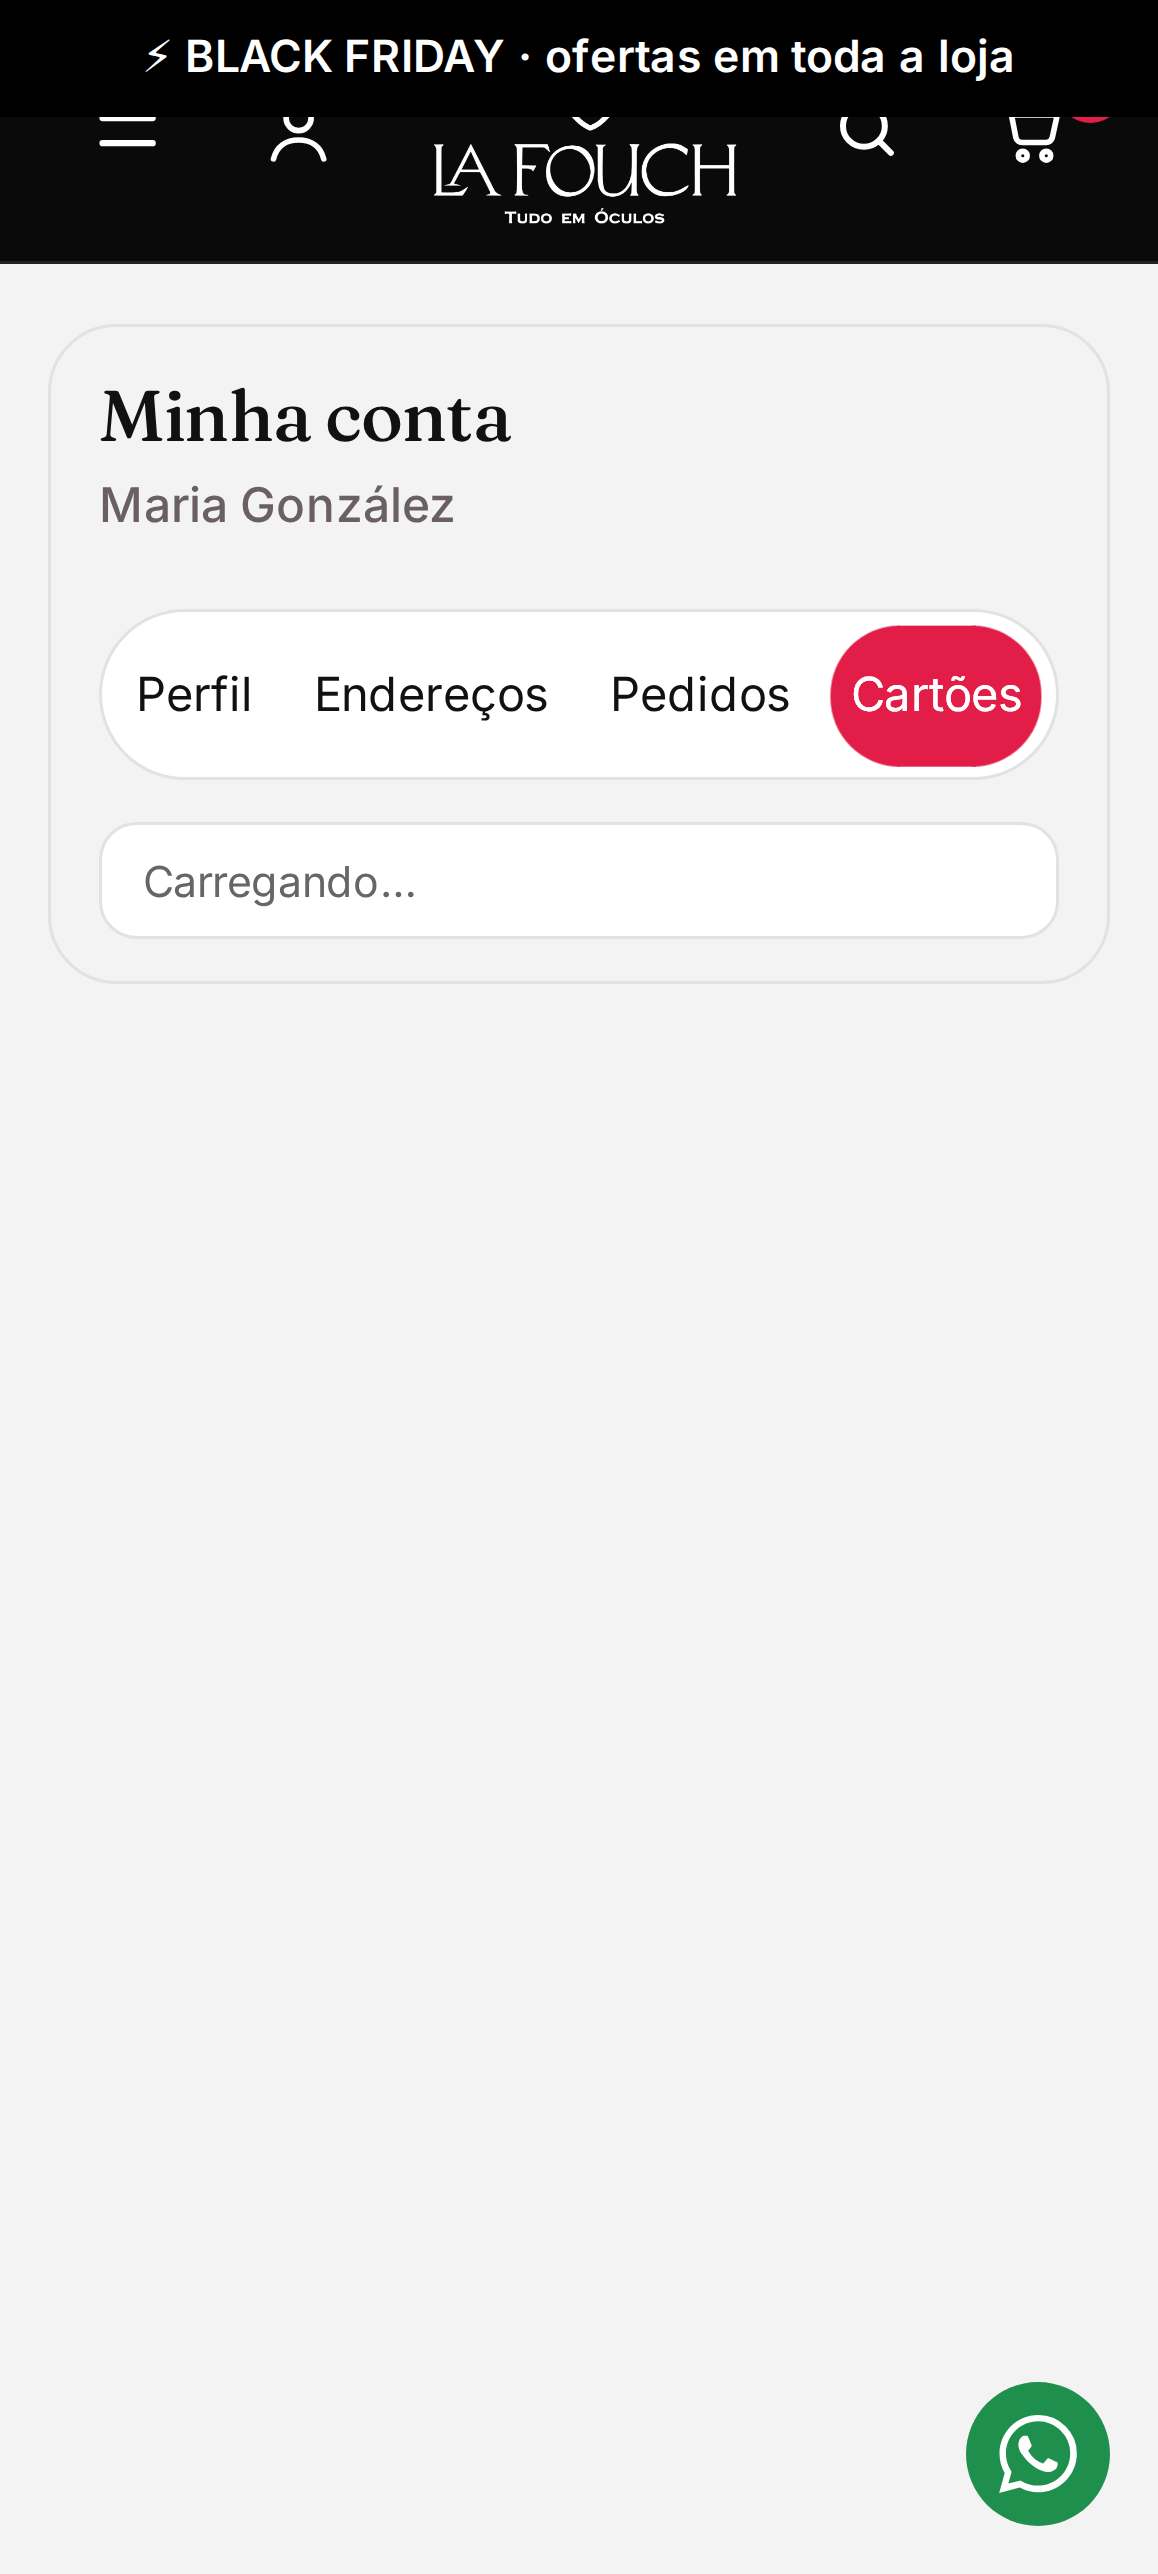 ⚡ BLACK FRIDAY · ofertas em toda a loja
LA FOUCH
TUDO EM ÓCULOS
Minha conta
Maria González
Perfil Endereços Pedidos Cartões
Carregando...